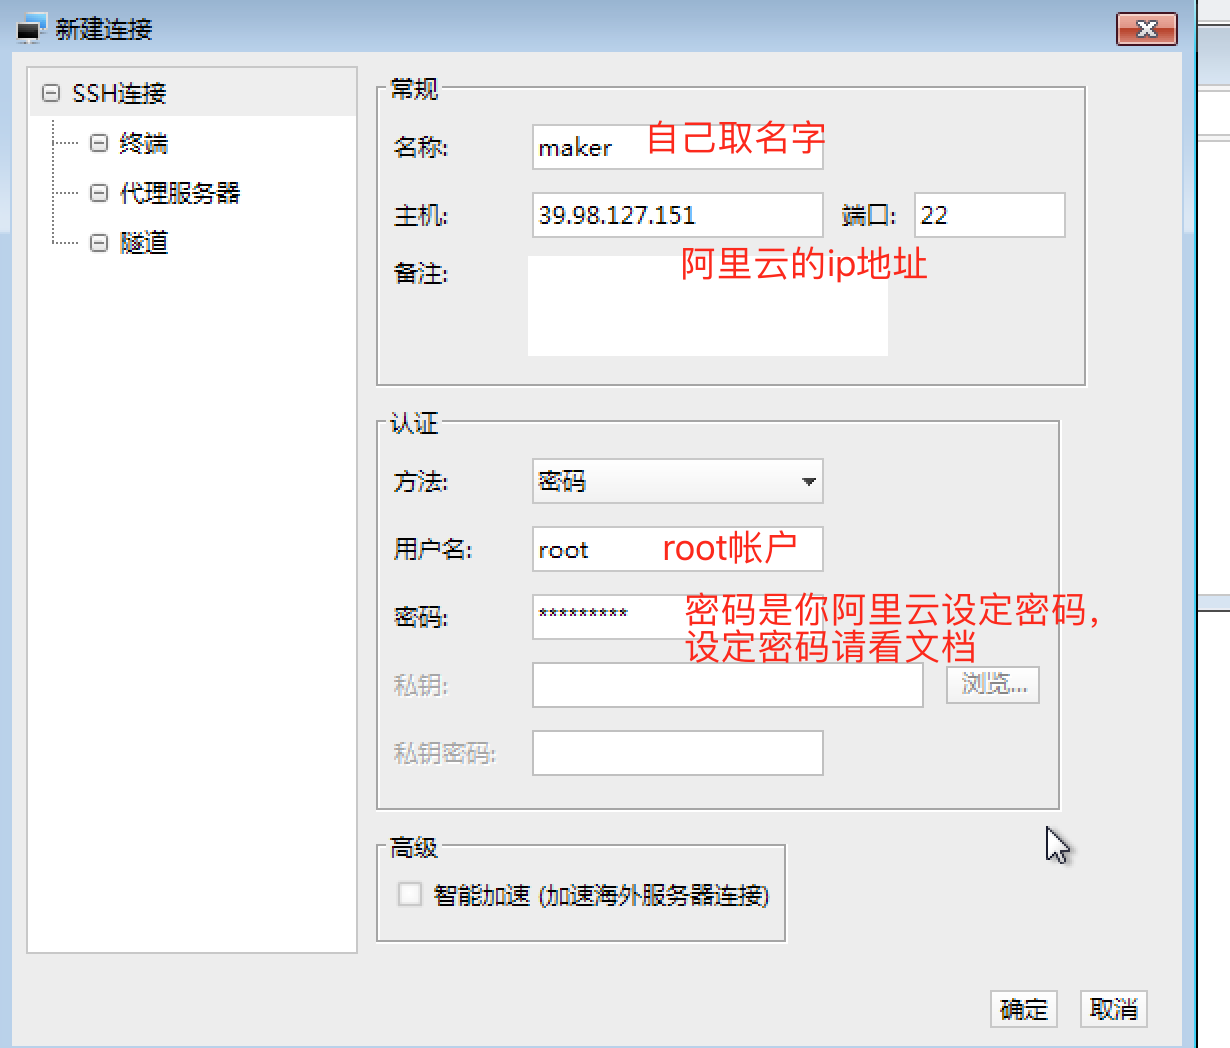 新建连接
SSH连接
终端
代理服务器
隧道
常规
名称: maker 自己取名字
主机: 39.98.127.151 端口: 22
阿里云的ip地址
备注:
认证
方法: 密码
用户名: root root帐户
密码: ********* 密码是你阿里云设定密码,
设定密码请看文档
私钥: 浏览...
私钥密码:
高级
智能加速 (加速海外服务器连接)
确定 取消